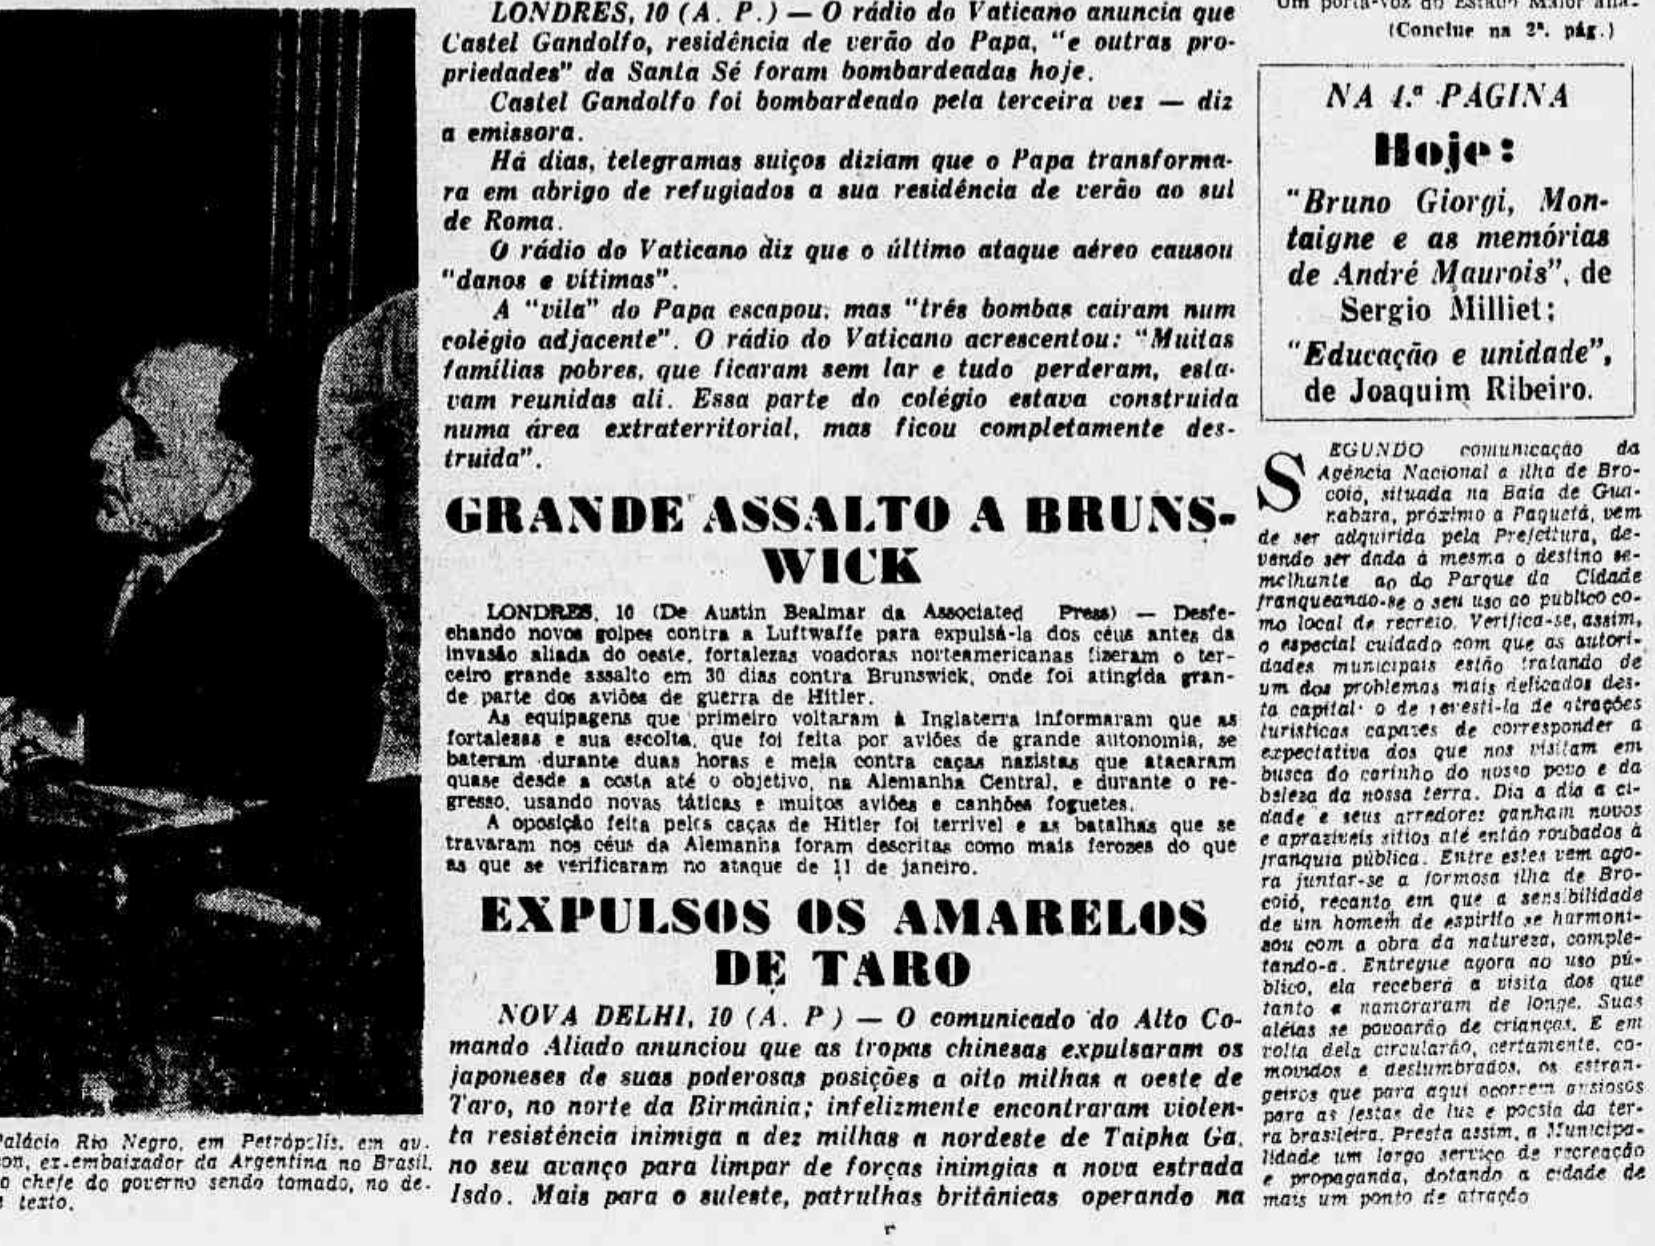 LONDRES, 10 (A. P.) — O rádio do Vaticano anuncia que
Castel Gandolfo, residência de verão do Papa, "e outras pro-
priedades" da Santa Sé foram bombardeadas hoje.
Castel Gandolfo foi bombardeado pela terceira vez — diz
a emissora.
Há dias, telegramas suiços diziam que o Papa transforma-
ra em abrigo de refugiados a sua residência de verão ao sul
de Roma.
O rádio do Vaticano diz que o último ataque aéreo causou
"danos e vítimas".
A "vila" do Papa escapou; mas "três bombas cairam num
colégio adjacente". O rádio do Vaticano acrescentou: "Muitas
famílias pobres, que ficaram sem lar e tudo perderam, esta-
vam reunidas ali. Essa parte do colégio estava construida
numa área extraterritorial, mas ficou completamente des-
truida".
GRANDE ASSALTO A BRUNS-
WICK
LONDRES, 10 (De Austin Bealmar da Associated Press) — Desfe-
chando novos golpes contra a Luftwaffe para expulsá-la dos céus antes da
invasão aliada do oeste, fortalezas voadoras norteamericanas fizeram o ter-
ceiro grande assalto em 30 dias contra Brunswick, onde foi atingida gran-
de parte dos aviões de guerra de Hitler.
As equipagens que primeiro voltaram à Inglaterra informaram que as
fortalesas e sua escolta, que foi feita por aviões de grande autonomia, se
bateram durante duas horas e meia contra caças nazistas que atacaram
quase desde a costa até o objetivo, na Alemanha Central, e durante o re-
gresso, usando novas táticas e muitos aviões e canhões foguetes.
A oposição feita pelos caças de Hitler foi terrivel e as batalhas que se
travaram nos céus da Alemanha foram descritas como mais ferozes do que
as que se verificaram no ataque de 11 de janeiro.
EXPULSOS OS AMARELOS
DE TARO
NOVA DELHI, 10 (A. P ) — O comunicado do Alto Co-
mando Aliado anunciou que as tropas chinesas expulsaram os
japoneses de suas poderosas posições a oito milhas a oeste de
Taro, no norte da Birmânia; infelizmente encontraram violen-
ta resistência inimiga a dez milhas a nordeste de Taipha Ga,
no seu avanço para limpar de forças inimgias a nova estrada
Isdo. Mais para o suleste, patrulhas britânicas operando na
Um porta-voz do Estado Maior
(Conclue na 2ª. pág.)
NA 4.ª PÁGINA
Hoje:
"Bruno Giorgi, Mon-
taigne e as memórias
de André Maurois", de
Sergio Milliet;
"Educação e unidade",
de Joaquim Ribeiro.
SEGUNDO comunicação da
Agência Nacional a ilha de Bro-
coió, situada na Baía de Gua-
nabara, próximo a Paquetá, vem
de ser adquirida pela Prefeitura, de-
vendo ser dada à mesma o destino se-
melhante ao do Parque da Cidade
franqueando-se o seu uso ao publico co-
mo local de recreio. Verifica-se, assim,
o especial cuidado com que as autori-
dades municipais estão tratando de
um dos problemas mais delicados des-
ta capital: o de revesti-la de atrações
turísticas capazes de corresponder a
expectativa dos que nos visitam em
busca do carinho do nosso povo e da
beleza da nossa terra. Dia a dia a ci-
dade e seus arredores ganham novos
e apraziveis sitios até então roubados à
franquia pública. Entre estes vem ago-
ra juntar-se a formosa ilha de Bro-
coió, recanto em que a sensibilidade
de um homem de espirito se harmoni-
sou com a obra da natureza, comple-
tando-a. Entregue agora ao uso pú-
blico, ela receberá a visita dos que
tanto a namoraram de longe. Suas
aléias se povoarão de crianças. E em
volta dela circularão, certamente, co-
movidos e deslumbrados, os estran-
geiros que para aqui ocorrem ansiosos
para as festas de luz e poesia da ter-
ra brasileira. Presta assim, a Municipa-
lidade um largo serviço de recreação
e propaganda, dotando a cidade de
mais um ponto de atração
Palácio Rio Negro, em Petrópolis, em au-
on, ex-embaixador da Argentina no Brasil.
o chefe do governo sendo tomado, no de-
texto.